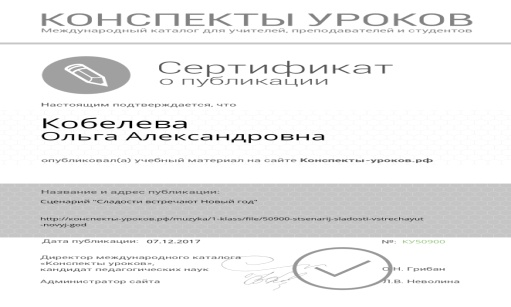 КОНСПЕКТЫ УРОКОВ
Международный каталог для учителей, преподавателей и студентов
Сертификат
о публикации
Настоящим подтверждается, что
Кобелева
Ольга Александровна
опубликовал(а) учебный материал на сайте Конспекты-уроков.рф
Название и адрес публикации:
Сценарий "Сладости встречают Новый год"
http://конспекты-уроков.рф/muzyka/1-klass/file/50900-stsenarij-sladosti-vstrechayut
-novyj-god
Дата публикации: 07.12.2017 №: КУ50900
Директор международного каталога
«Конспекты уроков»,
кандидат педагогических наук О.Н. Грибан
Администратор сайта Л.В. Неволина